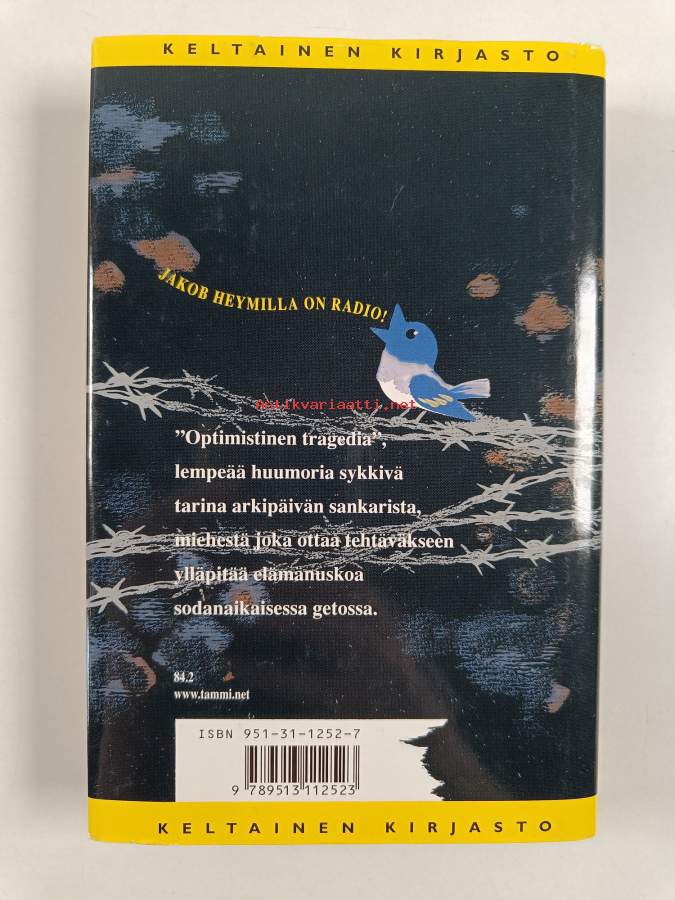 KELTAINEN KIRJASTO
JAKOB HEYMILLA ON RADIO!
antikvariaatti.net
”Optimistinen tragedia”,
lempeää huumoria sykkivä
tarina arkipäivän sankarista,
miehestä joka ottaa tehtäväkseen
ylläpitää elämänuskoa
sodanaikaisessa getossa.
84.2
www.tammi.net
ISBN 951-31-1252-7
9 789513 112523
KELTAINEN KIRJASTO